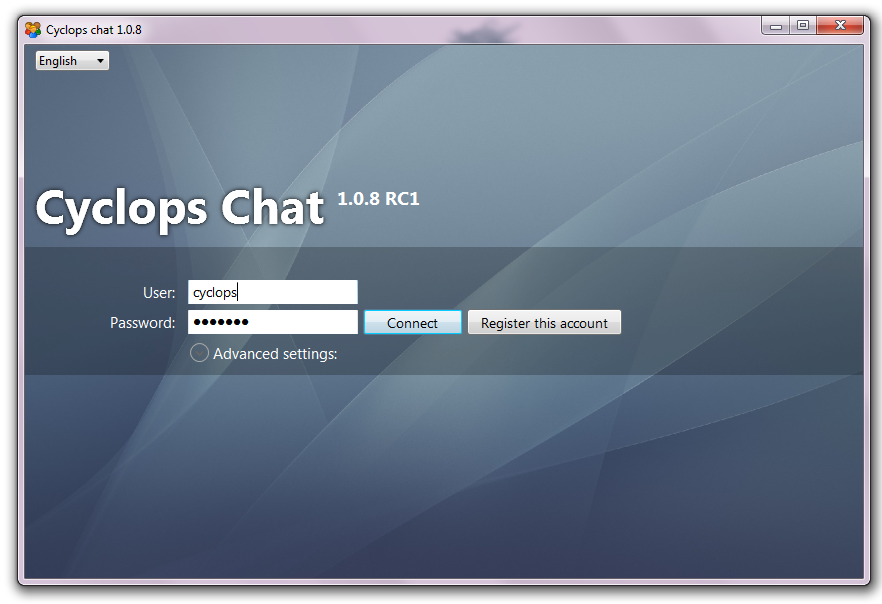 Cyclops chat 1.0.8
English
Cyclops Chat 1.0.8 RC1
User: cyclops
Password: ●●●●●●● Connect Register this account
Advanced settings: